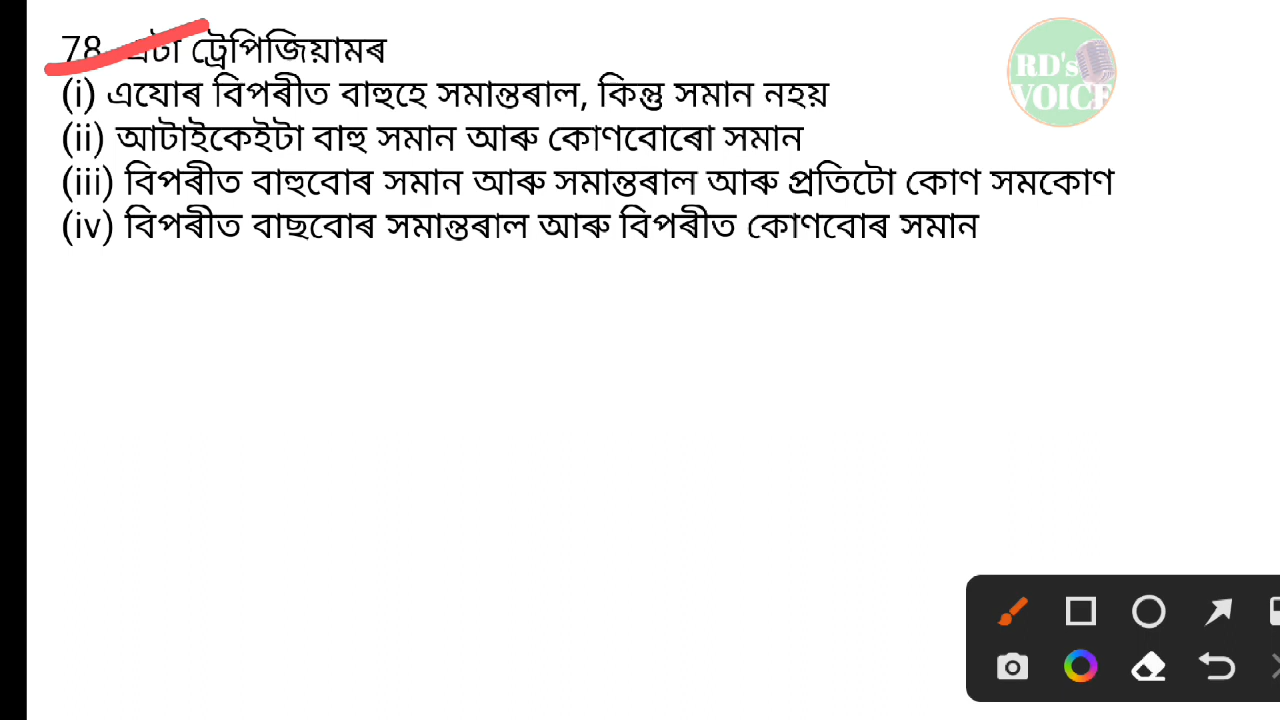 78. এটা ট্ৰেপিজিয়ামৰ
(i) এযোৰ বিপৰীত বাহুহে সমান্তৰাল, কিন্তু সমান নহয়
(ii) আটাইকেইটা বাহু সমান আৰু কোণবোৰো সমান
(iii) বিপৰীত বাহুবোৰ সমান আৰু সমান্তৰাল আৰু প্ৰতিটো কোণ সমকোণ
(iv) বিপৰীত বাছবোৰ সমান্তৰাল আৰু বিপৰীত কোণবোৰ সমান
RD's
VOICE